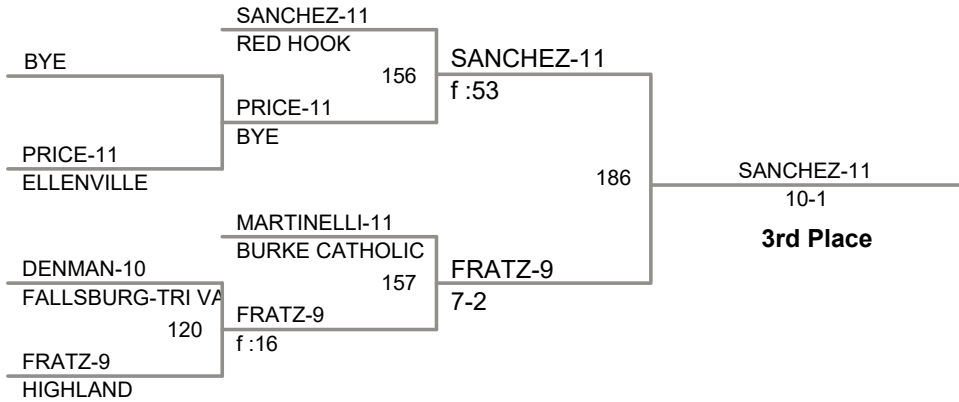 SANCHEZ-11
RED HOOK
BYE
156
SANCHEZ-11
f :53
PRICE-11
BYE
PRICE-11
ELLENVILLE
186
SANCHEZ-11
10-1
3rd Place
MARTINELLI-11
BURKE CATHOLIC
DENMAN-10
FALLSBURG-TRI VA
157
FRATZ-9
7-2
120
FRATZ-9
f :16
FRATZ-9
HIGHLAND